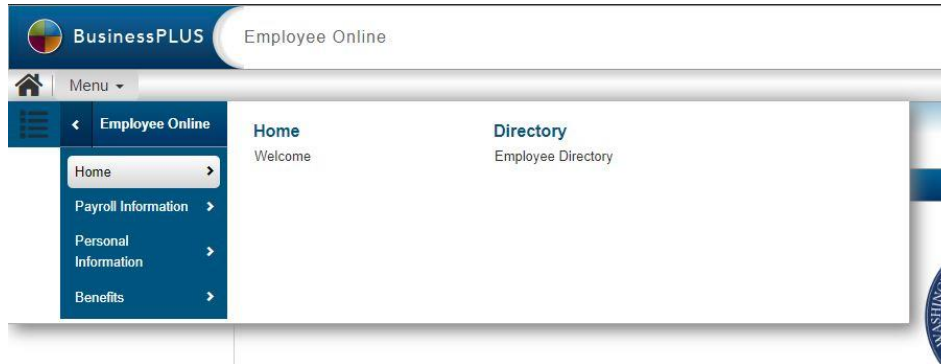 BusinessPLUS
Employee Online
Menu
Employee Online
Home
Directory
Welcome
Employee Directory
Home
Payroll Information
Personal
Information
Benefits